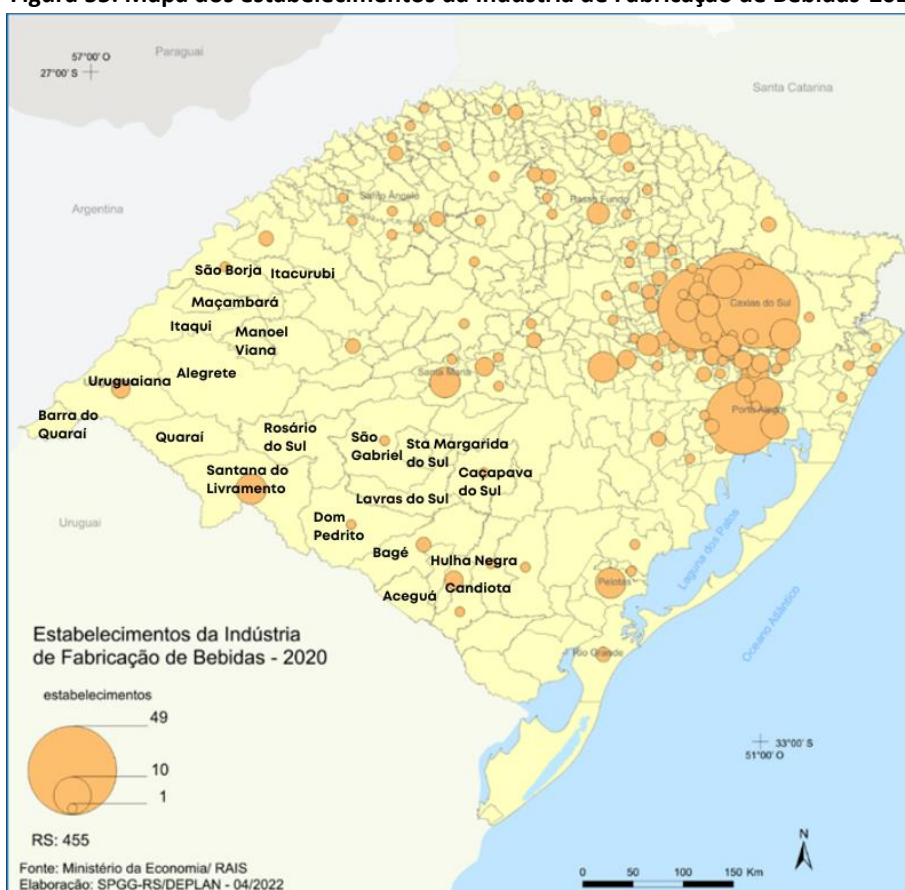 Figura 35: Mapa dos estabelecimentos da Indústria de Fabricação de Bebidas-202
57°00' O
27°00' S
Paraguai
Santa Catarina
Argentina
Santo Ângelo
Passo Fundo
São Borja
Itacurubi
Maçambará
Caxias do Sul
Itaqui
Manoel
Viana
Alegrete
Uruguaiana
Santa Maria
Barra do
Quaraí
Quaraí
Rosário
do Sul
São
Gabriel
Sta Margarida
do Sul
Porto Alegre
Santana do
Livramento
Caçapava
do Sul
Lavras do Sul
Uruguai
Dom
Pedrito
Bagé
Hulha Negra
Candiota
Aceguá
Pelotas
Laguna dos Patos
Oceano Atlântico
Rio Grande
Estabelecimentos da Indústria
de Fabricação de Bebidas - 2020
estabelecimentos
49
10
1
RS: 455
33°00' S
51°00' O
N
0 50 100 150 Km
Fonte: Ministério da Economia/ RAIS
Elaboração: SPGG-RS/DEPLAN - 04/2022